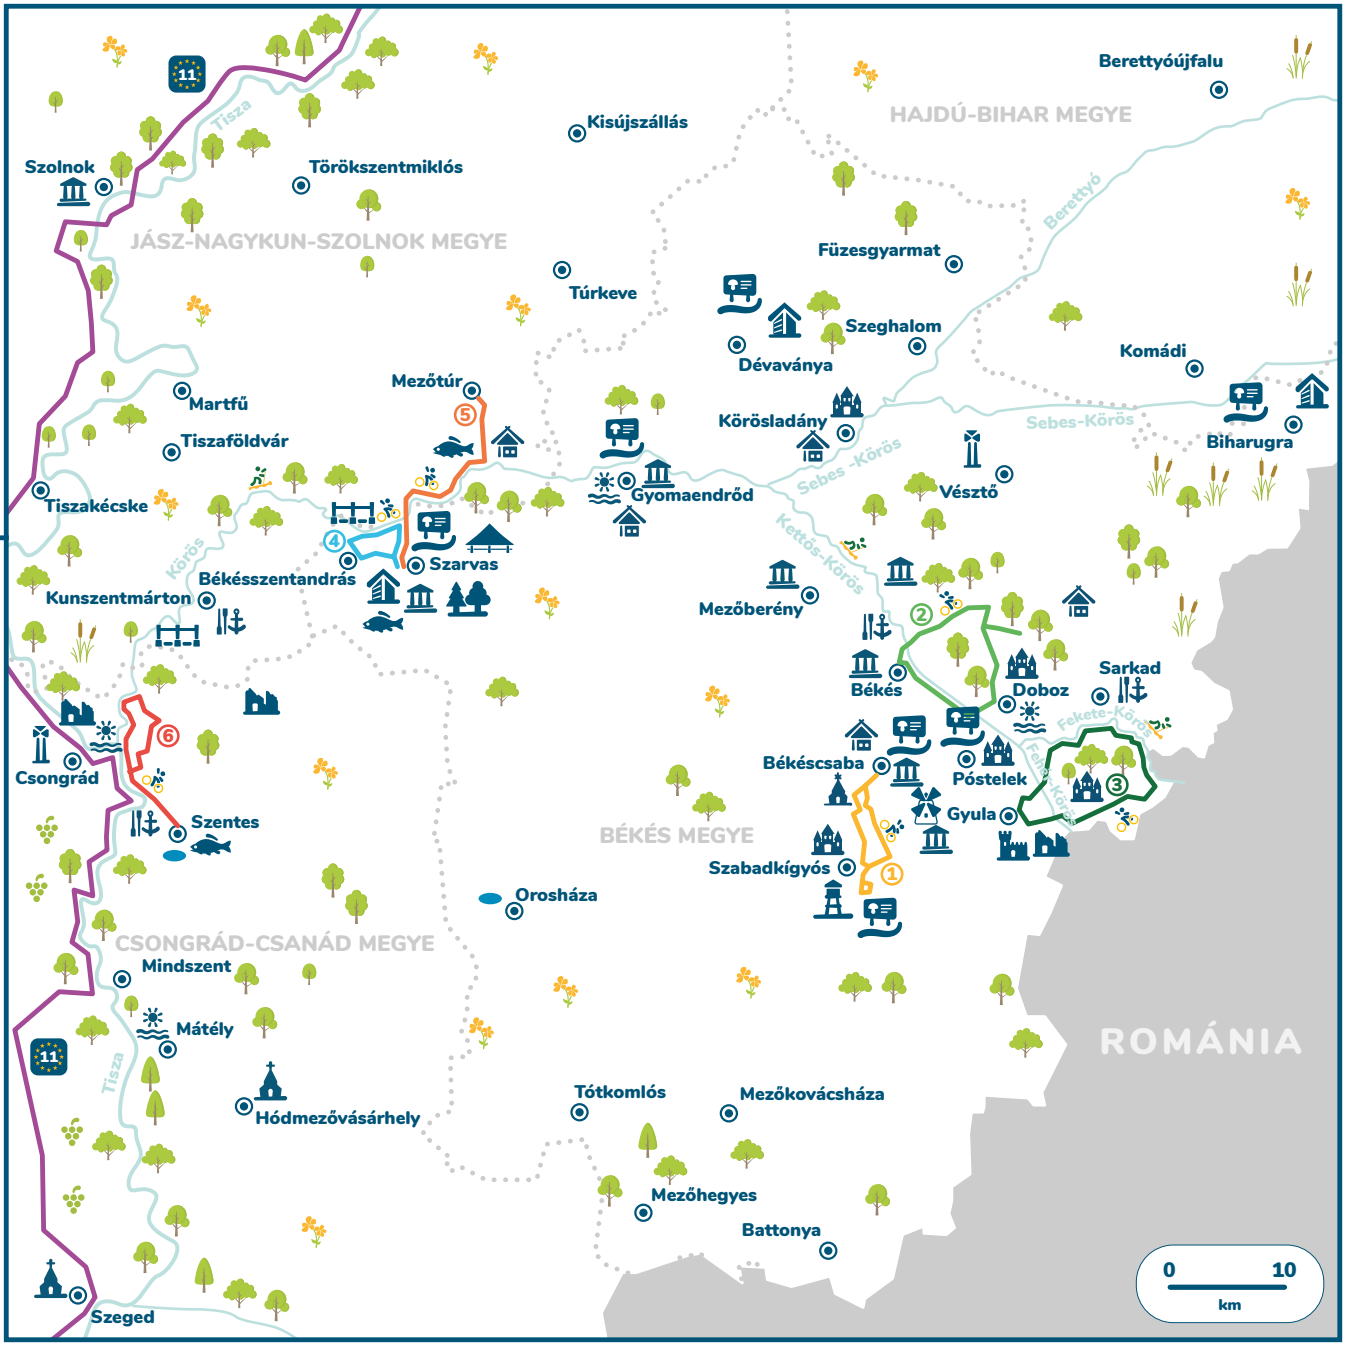 Berettyóújfalu
11
HAJDÚ-BIHAR MEGYE
Tisza
Kisújszállás
Szolnok
Törökszentmiklós
Berettyó
JÁSZ-NAGYKUN-SZOLNOK MEGYE
Füzesgyarmat
Túrkeve
Szeghalom
Komádi
Dévaványa
Mezőtúr
Martfű
5
Körösladány
Sebes-Körös
Biharugra
Tiszaföldvár
Sebes -Körös
Vésztő
Gyomaendrőd
Tiszakécske
Kettős-Körös
4
Körös
Szarvas
Békésszentandrás
Kunszentmárton
Mezőberény
2
Sarkad
Békés
Doboz
Fekete-Körös
6
Csongrád
Békéscsaba
Póstelek
Fehér-Körös
3
Gyula
Szentes
BÉKÉS MEGYE
Szabadkígyós
1
Orosháza
CSONGRÁD-CSANÁD MEGYE
Mindszent
Mátély
11
Tisza
ROMÁNIA
Tótkomlós
Mezőkovácsháza
Hódmezővásárhely
Mezőhegyes
Battonya
0 10
km
Szeged